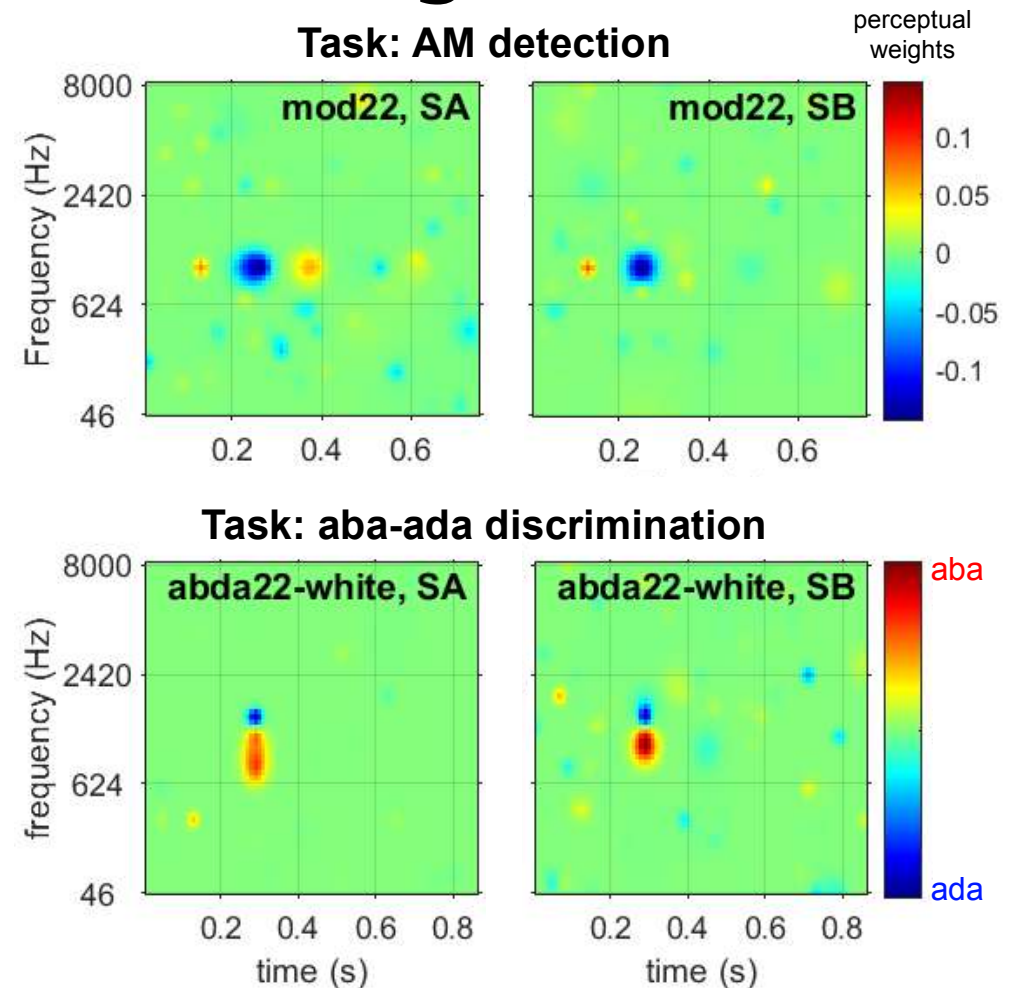 Task: AM detection
perceptual
weights
mod22, SA
mod22, SB
Frequency (Hz)
8000
2420
624
46
0.2 0.4 0.6
0.2 0.4 0.6
0.1
0.05
0
-0.05
-0.1
Task: aba-ada discrimination
abda22-white, SA
abda22-white, SB
frequency (Hz)
8000
2420
624
46
0.2 0.4 0.6 0.8
0.2 0.4 0.6 0.8
time (s)
time (s)
aba
ada